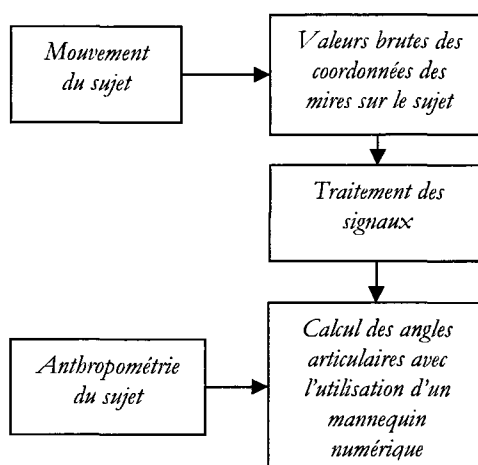 Mouvement
du sujet
Valeurs brutes des
coordonnées des
mires sur le sujet
Traitement des
signaux
Anthropométrie
du sujet
Calcul des angles
articulaires avec
l'utilisation d'un
mannequin
numérique